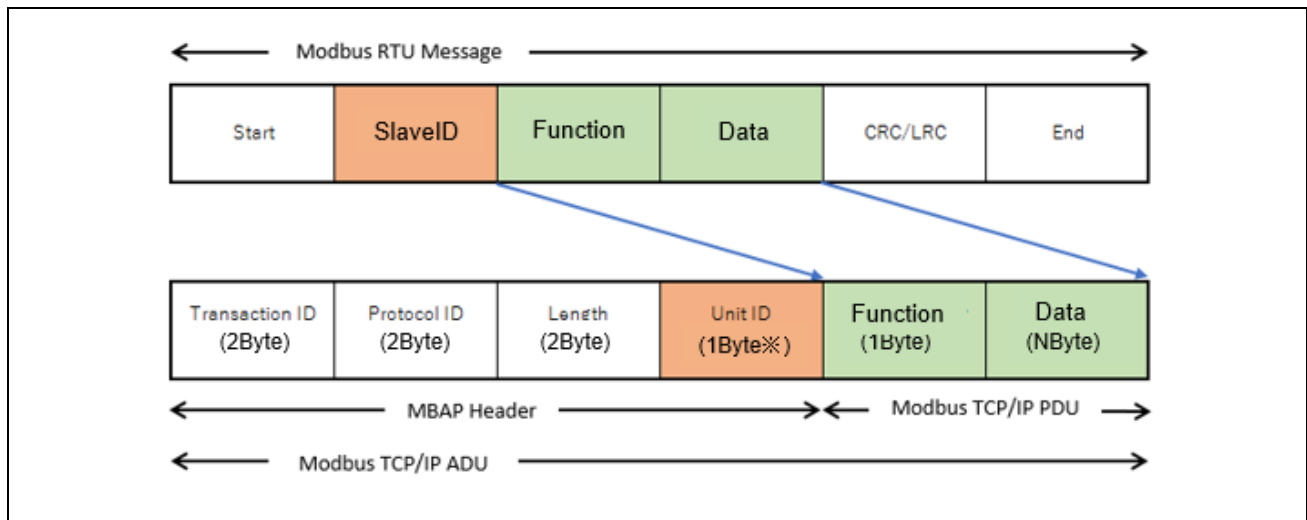 Modbus RTU Message
Start SlaveID Function Data CRC/LRC End
Transaction ID Protocol ID Length Unit ID Function Data
(2Byte) (2Byte) (2Byte) (1Byte※) (1Byte) (NByte)
MBAP Header Modbus TCP/IP PDU
Modbus TCP/IP ADU